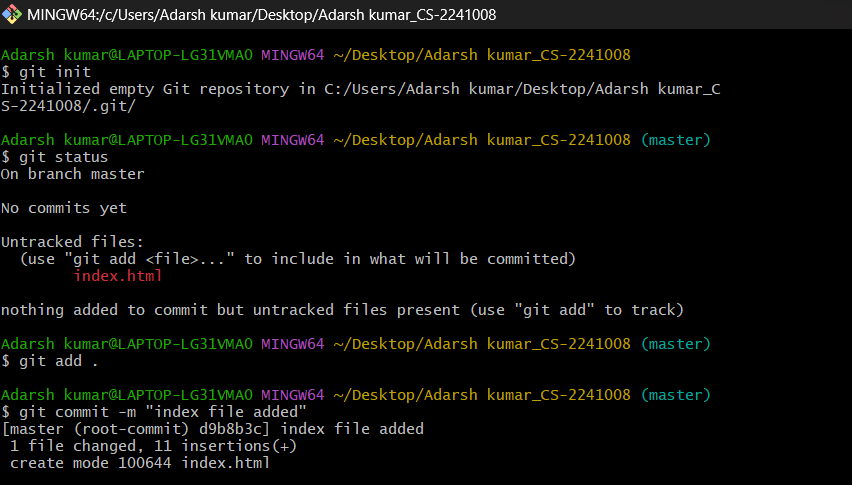 MINGW64:/c/Users/Adarsh kumar/Desktop/Adarsh kumar_CS-2241008
Adarsh kumar@LAPTOP-LG31VMA0 MINGW64 ~/Desktop/Adarsh kumar_CS-2241008
$ git init
Initialized empty Git repository in C:/Users/Adarsh kumar/Desktop/Adarsh kumar_C
S-2241008/.git/
Adarsh kumar@LAPTOP-LG31VMA0 MINGW64 ~/Desktop/Adarsh kumar_CS-2241008 (master)
$ git status
On branch master
No commits yet
Untracked files:
  (use "git add <file>..." to include in what will be committed)
        index.html
nothing added to commit but untracked files present (use "git add" to track)
Adarsh kumar@LAPTOP-LG31VMA0 MINGW64 ~/Desktop/Adarsh kumar_CS-2241008 (master)
$ git add .
Adarsh kumar@LAPTOP-LG31VMA0 MINGW64 ~/Desktop/Adarsh kumar_CS-2241008 (master)
$ git commit -m "index file added"
[master (root-commit) d9b8b3c] index file added
 1 file changed, 11 insertions(+)
 create mode 100644 index.html